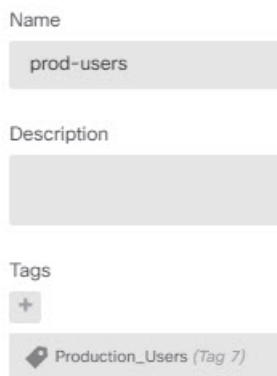 Name
prod-users
Description
Tags
+
Production_Users (Tag 7)